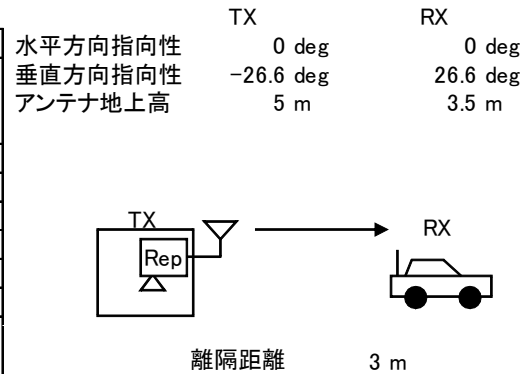 TX RX
水平方向指向性 0 deg 0 deg
垂直方向指向性 -26.6 deg 26.6 deg
アンテナ地上高 5 m 3.5 m
TX
RX
Rep
離隔距離 3 m